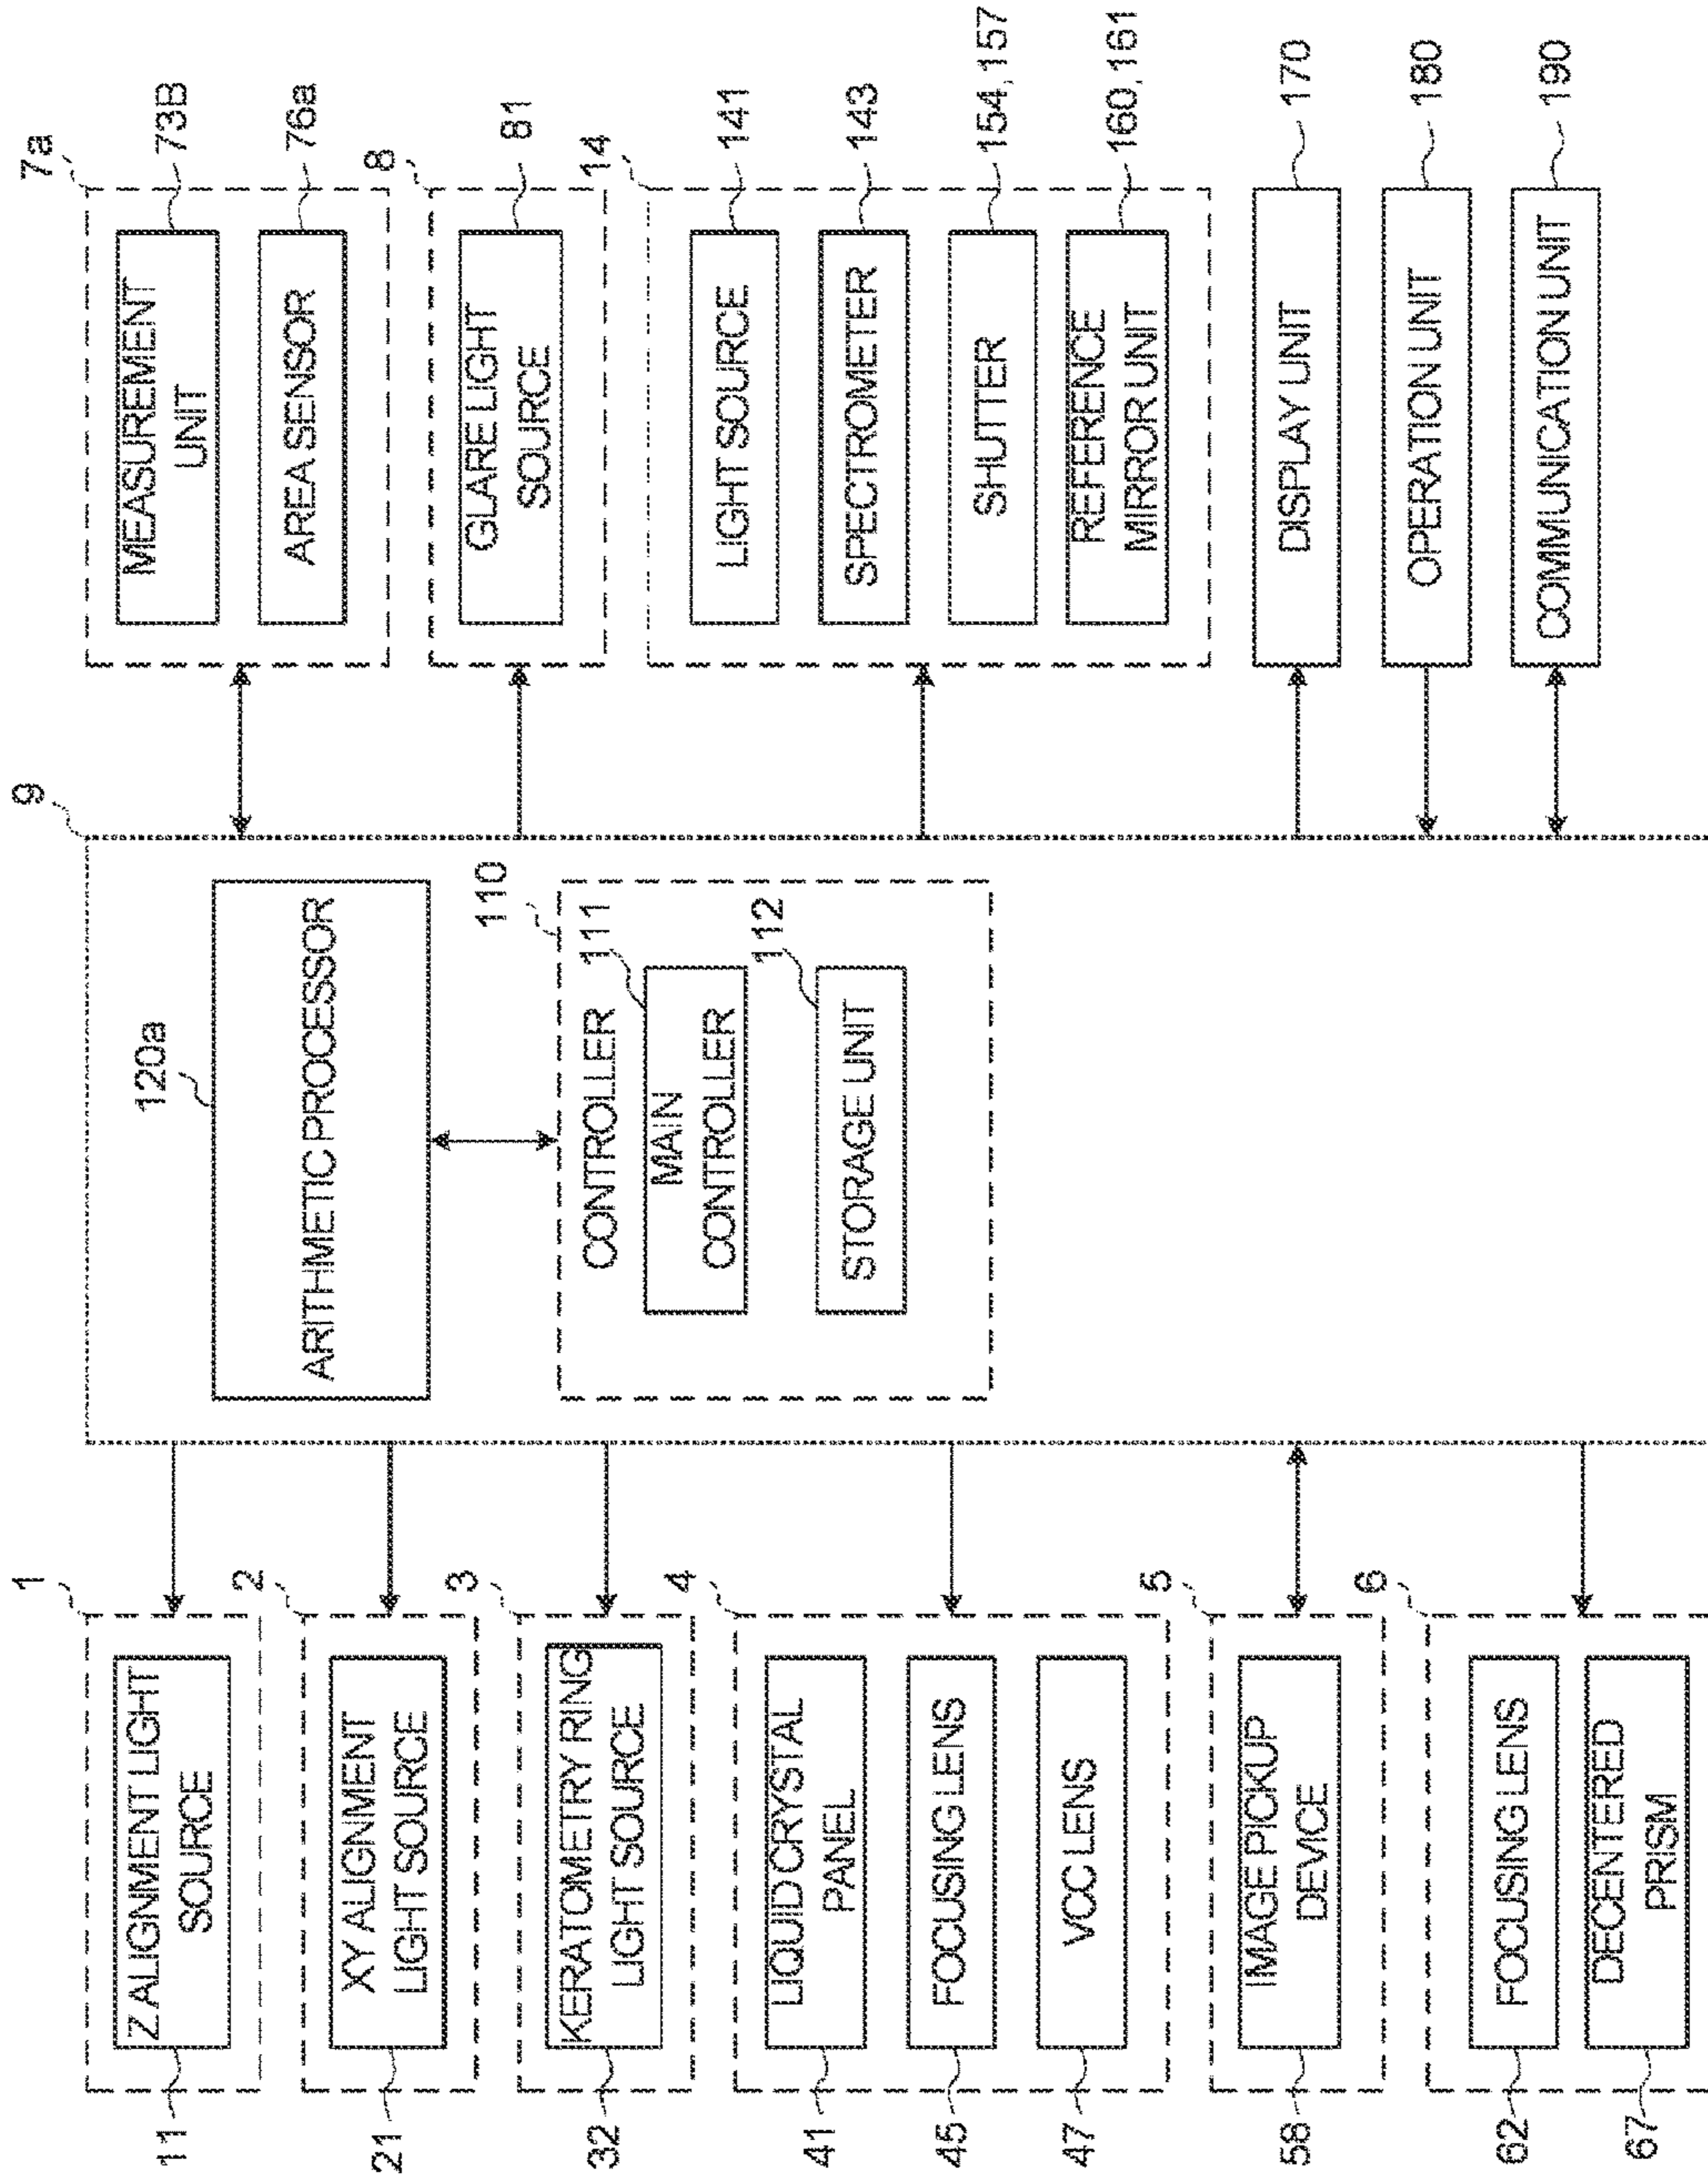 1
Z ALIGNMENT LIGHT
SOURCE
11
2
XY ALIGNMENT
LIGHT SOURCE
21
3
KERATOMETRY RING
LIGHT SOURCE
32
4
LIQUID CRYSTAL
PANEL
41
FOCUSING LENS
45
VCC LENS
47
5
IMAGE PICKUP
DEVICE
58
6
FOCUSING LENS
62
DECENTERED
PRISM
67
9
120a
ARITHMETIC PROCESSOR
110
CONTROLLER
111
MAIN
CONTROLLER
112
STORAGE UNIT
7a
MEASUREMENT
UNIT
73B
AREA SENSOR
76a
8
GLARE LIGHT
SOURCE
81
14
LIGHT SOURCE
141
SPECTROMETER
143
SHUTTER
154, 157
REFERENCE
MIRROR UNIT
160, 161
DISPLAY UNIT
170
OPERATION UNIT
180
COMMUNICATION UNIT
190